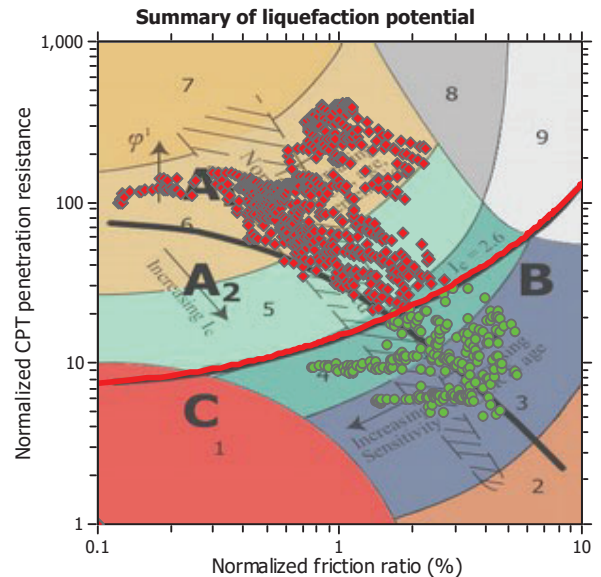 Summary of liquefaction potential
Normalized CPT penetration resistance
1,000
100
10
1
0.1
1
10
Normalized friction ratio (%)
7
8
9
φ'
A
6
A2
5
Increasing Ic
Ic = 2.6
B
4
C
1
3
2
Increasing
Sensitivity
age